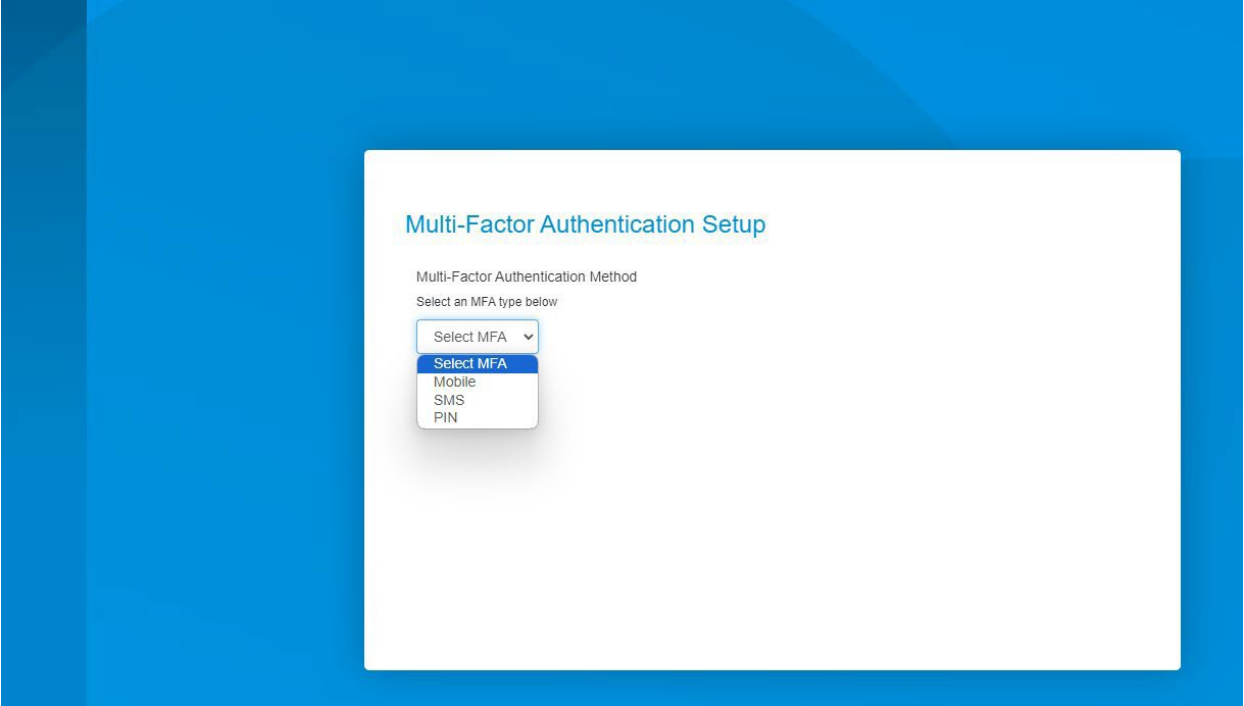 Multi-Factor Authentication Setup
Multi-Factor Authentication Method
Select an MFA type below
Select MFA
Select MFA
Mobile
SMS
PIN